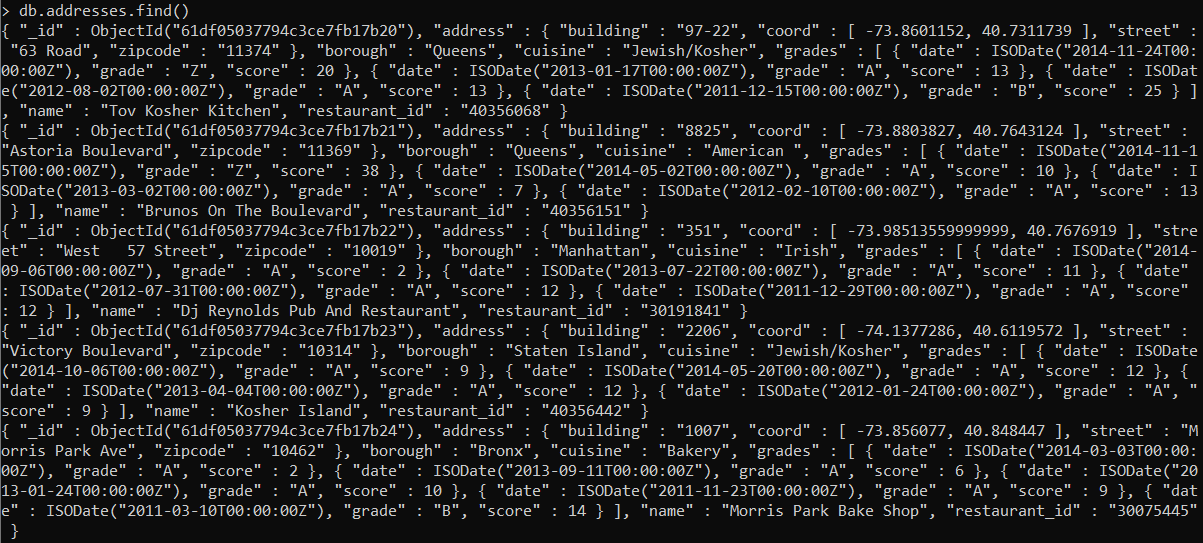 > db.addresses.find()
{ "_id" : ObjectId("61df05037794c3ce7fb17b20"), "address" : { "building" : "97-22", "coord" : [ -73.8601152, 40.7311739 ], "street" :
 "63 Road", "zipcode" : "11374" }, "borough" : "Queens", "cuisine" : "Jewish/Kosher", "grades" : [ { "date" : ISODate("2014-11-24T00:
00:00Z"), "grade" : "Z", "score" : 20 }, { "date" : ISODate("2013-01-17T00:00:00Z"), "grade" : "A", "score" : 13 }, { "date" : ISODat
e("2012-08-02T00:00:00Z"), "grade" : "A", "score" : 13 }, { "date" : ISODate("2011-12-15T00:00:00Z"), "grade" : "B", "score" : 25 } ]
, "name" : "Tov Kosher Kitchen", "restaurant_id" : "40356068" }
{ "_id" : ObjectId("61df05037794c3ce7fb17b21"), "address" : { "building" : "8825", "coord" : [ -73.8803827, 40.7643124 ], "street" :
"Astoria Boulevard", "zipcode" : "11369" }, "borough" : "Queens", "cuisine" : "American ", "grades" : [ { "date" : ISODate("2014-11-1
5T00:00:00Z"), "grade" : "Z", "score" : 38 }, { "date" : ISODate("2014-05-02T00:00:00Z"), "grade" : "A", "score" : 10 }, { "date" : I
SODate("2013-03-02T00:00:00Z"), "grade" : "A", "score" : 7 }, { "date" : ISODate("2012-02-10T00:00:00Z"), "grade" : "A", "score" : 13
 } ], "name" : "Brunos On The Boulevard", "restaurant_id" : "40356151" }
{ "_id" : ObjectId("61df05037794c3ce7fb17b22"), "address" : { "building" : "351", "coord" : [ -73.98513559999999, 40.7676919 ], "stre
et" : "West   57 Street", "zipcode" : "10019" }, "borough" : "Manhattan", "cuisine" : "Irish", "grades" : [ { "date" : ISODate("2014-
09-06T00:00:00Z"), "grade" : "A", "score" : 2 }, { "date" : ISODate("2013-07-22T00:00:00Z"), "grade" : "A", "score" : 11 }, { "date"
: ISODate("2012-07-31T00:00:00Z"), "grade" : "A", "score" : 12 }, { "date" : ISODate("2011-12-29T00:00:00Z"), "grade" : "A", "score"
: 12 } ], "name" : "Dj Reynolds Pub And Restaurant", "restaurant_id" : "30191841" }
{ "_id" : ObjectId("61df05037794c3ce7fb17b23"), "address" : { "building" : "2206", "coord" : [ -74.1377286, 40.6119572 ], "street" :
"Victory Boulevard", "zipcode" : "10314" }, "borough" : "Staten Island", "cuisine" : "Jewish/Kosher", "grades" : [ { "date" : ISODate
("2014-10-06T00:00:00Z"), "grade" : "A", "score" : 9 }, { "date" : ISODate("2014-05-20T00:00:00Z"), "grade" : "A", "score" : 12 }, {
"date" : ISODate("2013-04-04T00:00:00Z"), "grade" : "A", "score" : 12 }, { "date" : ISODate("2012-01-24T00:00:00Z"), "grade" : "A", "
score" : 9 } ], "name" : "Kosher Island", "restaurant_id" : "40356442" }
{ "_id" : ObjectId("61df05037794c3ce7fb17b24"), "address" : { "building" : "1007", "coord" : [ -73.856077, 40.848447 ], "street" : "M
orris Park Ave", "zipcode" : "10462" }, "borough" : "Bronx", "cuisine" : "Bakery", "grades" : [ { "date" : ISODate("2014-03-03T00:00:
00Z"), "grade" : "A", "score" : 2 }, { "date" : ISODate("2013-09-11T00:00:00Z"), "grade" : "A", "score" : 6 }, { "date" : ISODate("20
13-01-24T00:00:00Z"), "grade" : "A", "score" : 10 }, { "date" : ISODate("2011-11-23T00:00:00Z"), "grade" : "A", "score" : 9 }, { "dat
e" : ISODate("2011-03-10T00:00:00Z"), "grade" : "B", "score" : 14 } ], "name" : "Morris Park Bake Shop", "restaurant_id" : "30075445"
 }